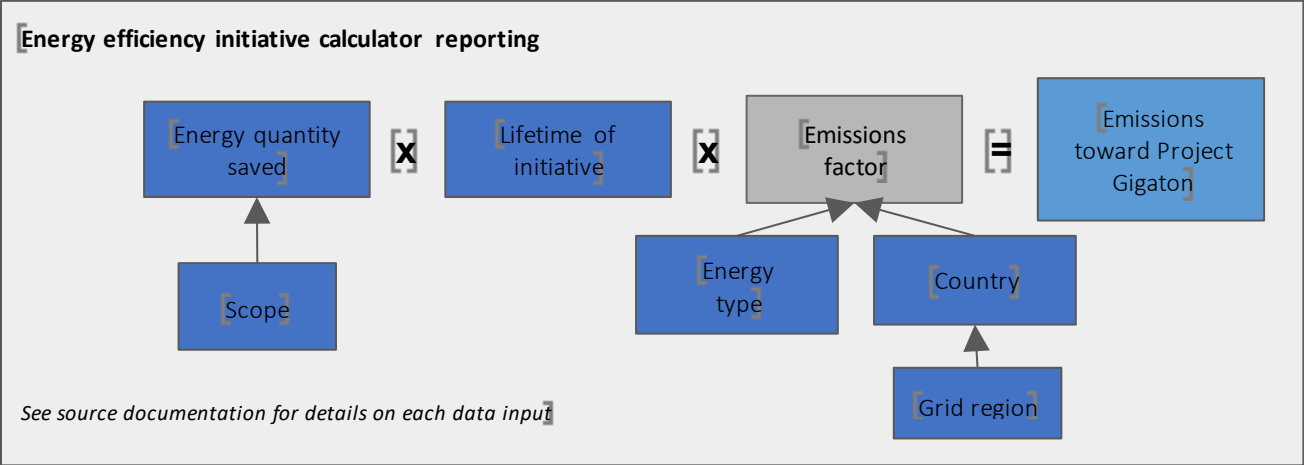 Energy efficiency initiative calculator reporting
Energy quantity
saved
x
Lifetime of
initiative
x
Emissions
factor
=
Emissions
toward Project
Gigaton
Scope
Energy
type
Country
Grid region
See source documentation for details on each data input